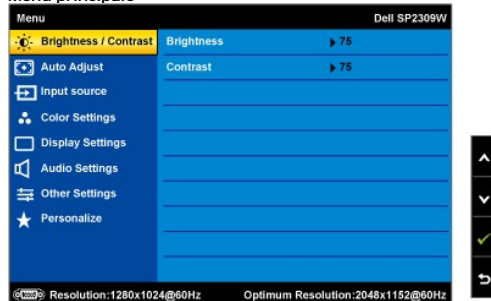 Menu principale
Menu Dell SP2309W
Brightness / Contrast Brightness 75
Auto Adjust Contrast 75
Input source
Color Settings
Display Settings
Audio Settings
Other Settings
Personalize
Resolution:1280x1024@60Hz Optimum Resolution:2048x1152@60Hz